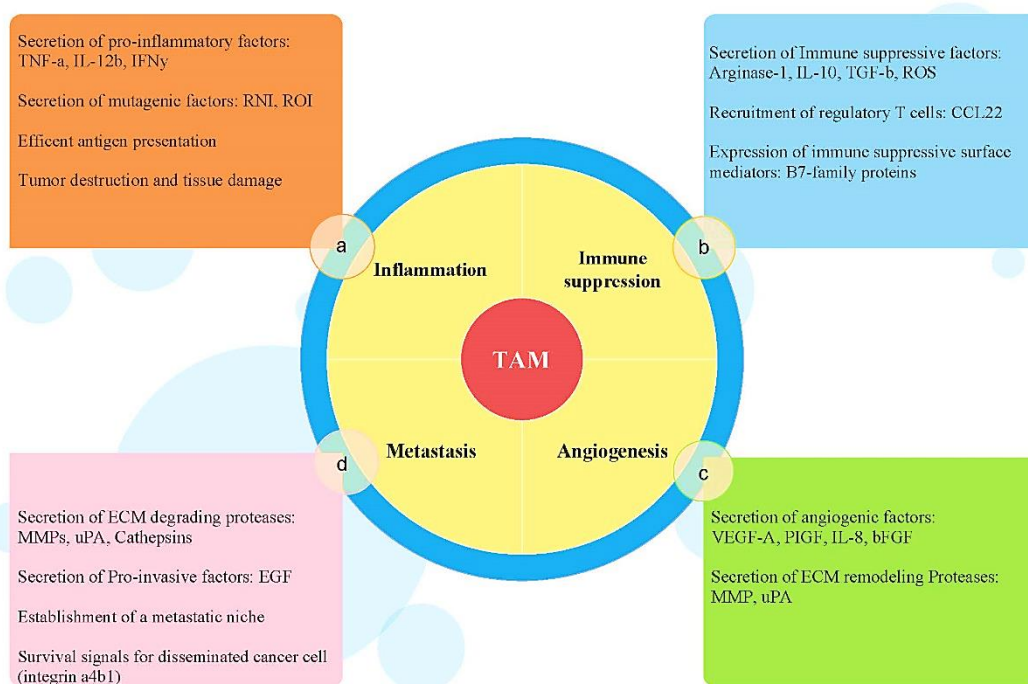 Secretion of pro-inflammatory factors:
TNF-a, IL-12b, IFNy
Secretion of mutagenic factors: RNI, ROI
Efficent antigen presentation
Tumor destruction and tissue damage
a
Secretion of Immune suppressive factors:
Arginase-1, IL-10, TGF-b, ROS
Recruitment of regulatory T cells: CCL22
Expression of immune suppressive surface
mediators: B7-family proteins
b
Inflammation
Immune
suppression
TAM
Metastasis
Angiogenesis
d
Secretion of ECM degrading proteases:
MMPs, uPA, Cathepsins
Secretion of Pro-invasive factors: EGF
Establishment of a metastatic niche
Survival signals for disseminated cancer cell
(integrin a4b1)
c
Secretion of angiogenic factors:
VEGF-A, PIGF, IL-8, bFGF
Secretion of ECM remodeling Proteases:
MMP, uPA